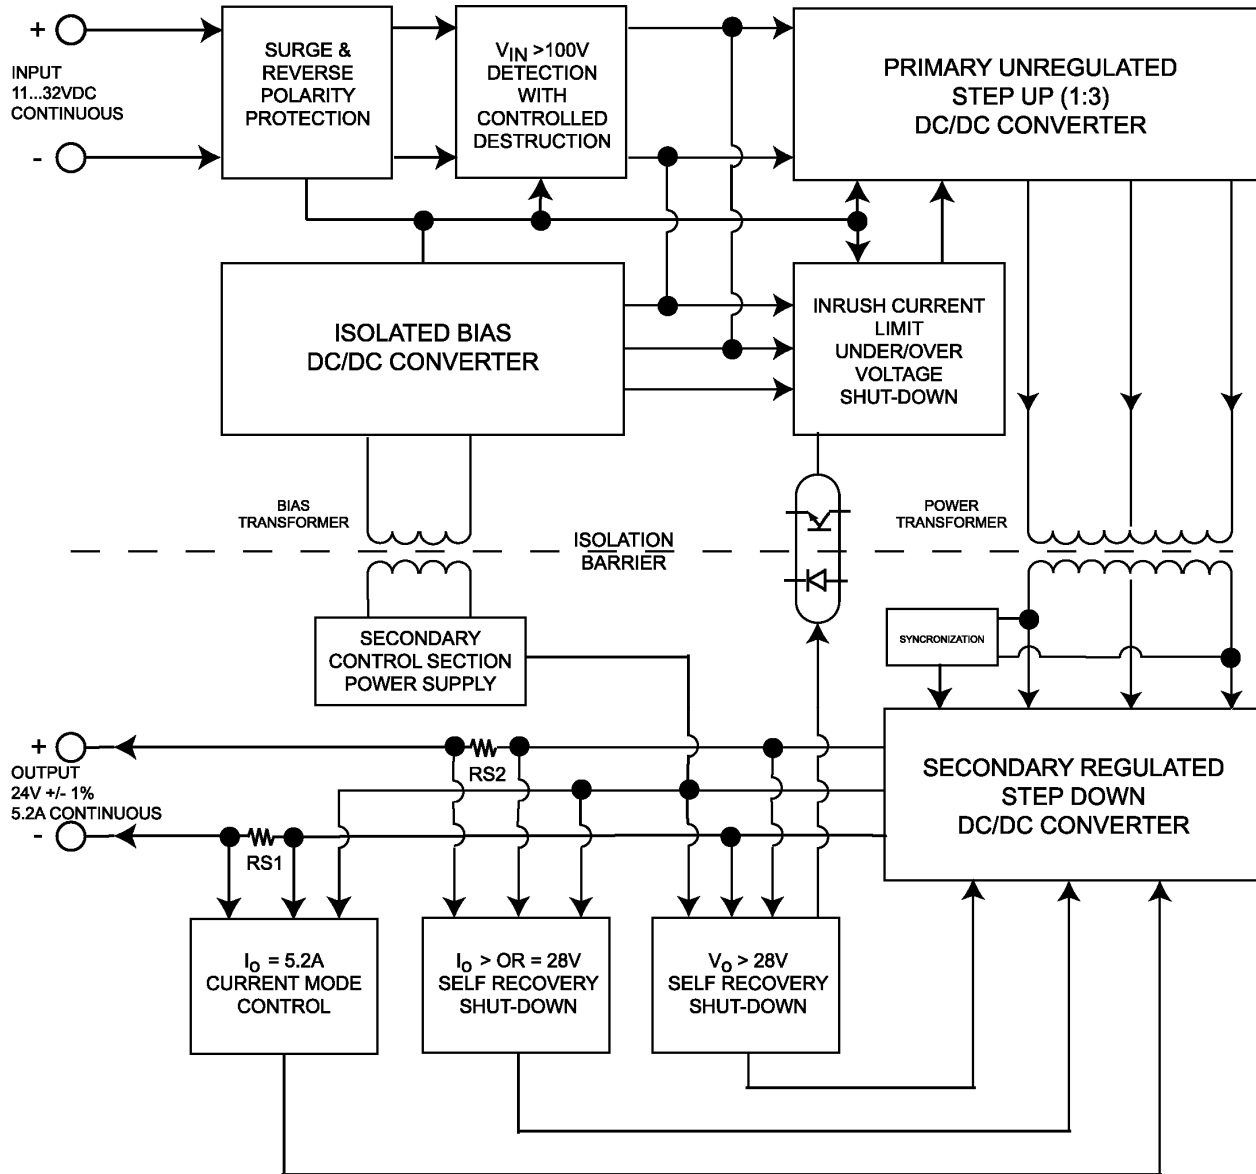 +
INPUT
11...32VDC
CONTINUOUS
-
SURGE &
REVERSE
POLARITY
PROTECTION
VIN >100V
DETECTION
WITH
CONTROLLED
DESTRUCTION
PRIMARY UNREGULATED
STEP UP (1:3)
DC/DC CONVERTER
ISOLATED BIAS
DC/DC CONVERTER
INRUSH CURRENT
LIMIT
UNDER/OVER
VOLTAGE
SHUT-DOWN
BIAS
TRANSFORMER
POWER
TRANSFORMER
ISOLATION
BARRIER
SECONDARY
CONTROL SECTION
POWER SUPPLY
SYNCRONIZATION
+
OUTPUT
24V +/- 1%
5.2A CONTINUOUS
-
RS2
RS1
SECONDARY REGULATED
STEP DOWN
DC/DC CONVERTER
Io = 5.2A
CURRENT MODE
CONTROL
Io > OR = 28V
SELF RECOVERY
SHUT-DOWN
Vo > 28V
SELF RECOVERY
SHUT-DOWN